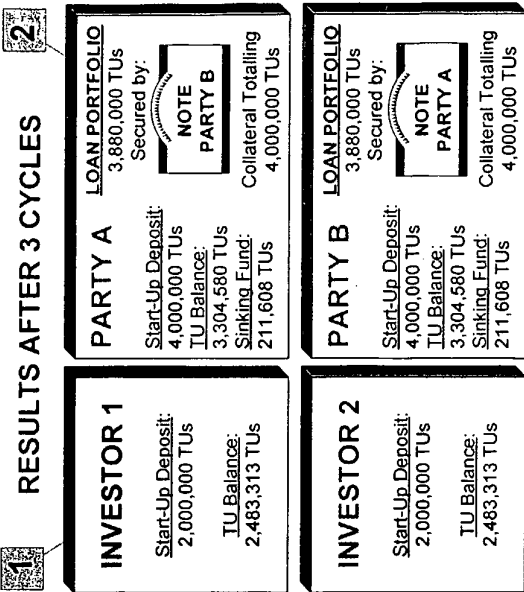 RESULTS AFTER 3 CYCLES
1
2
INVESTOR 1
Start-Up Deposit:
2,000,000 TUs
TU Balance:
2,483,313 TUs
PARTY A
Start-Up Deposit:
4,000,000 TUs
TU Balance:
3,304,580 TUs
Sinking Fund:
211,608 TUs
LOAN PORTFOLIO
3,880,000 TUs
Secured by:
NOTE
PARTY B
Collateral Totalling
4,000,000 TUs
INVESTOR 2
Start-Up Deposit:
2,000,000 TUs
TU Balance:
2,483,313 TUs
PARTY B
Start-Up Deposit:
4,000,000 TUs
TU Balance:
3,304,580 TUs
Sinking Fund:
211,608 TUs
LOAN PORTFOLIO
3,880,000 TUs
Secured by:
NOTE
PARTY A
Collateral Totalling
4,000,000 TUs